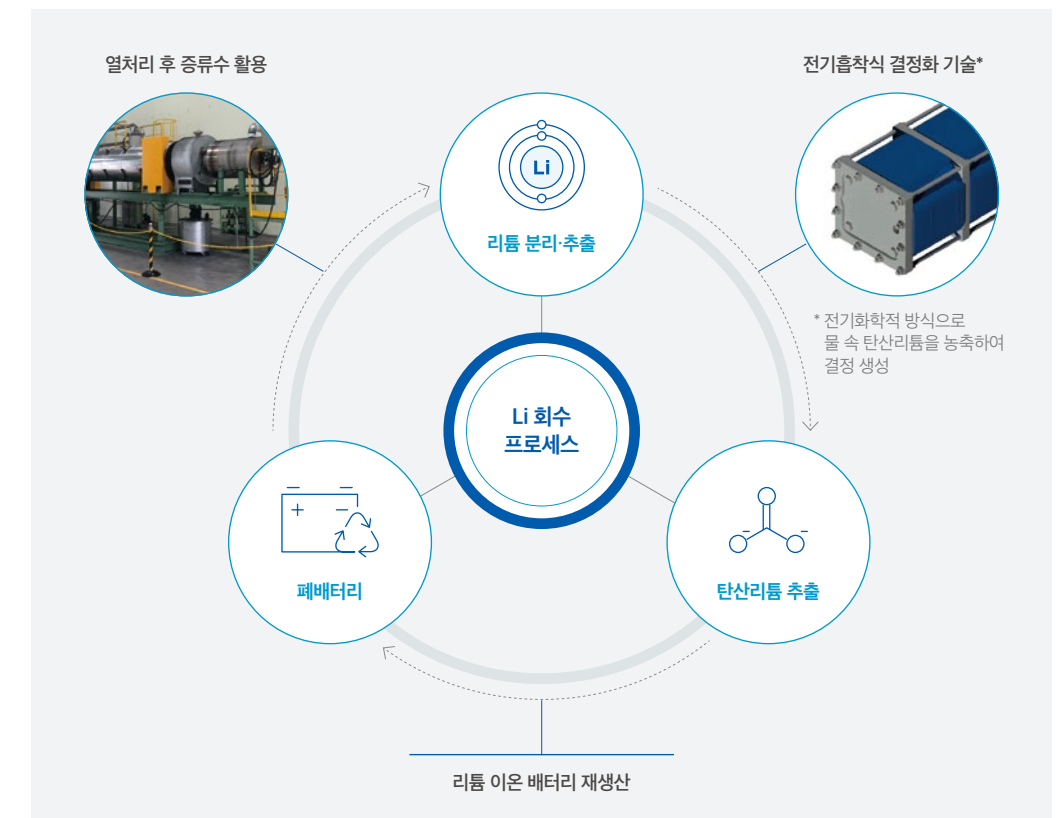 열처리 후 증류수 활용
전기흡착식 결정화 기술*
Li
리튬 분리·추출
* 전기화학적 방식으로
물 속 탄산리튬을 농축하여
결정 생성
Li 회수
프로세스
폐배터리
탄산리튬 추출
리튬 이온 배터리 재생산